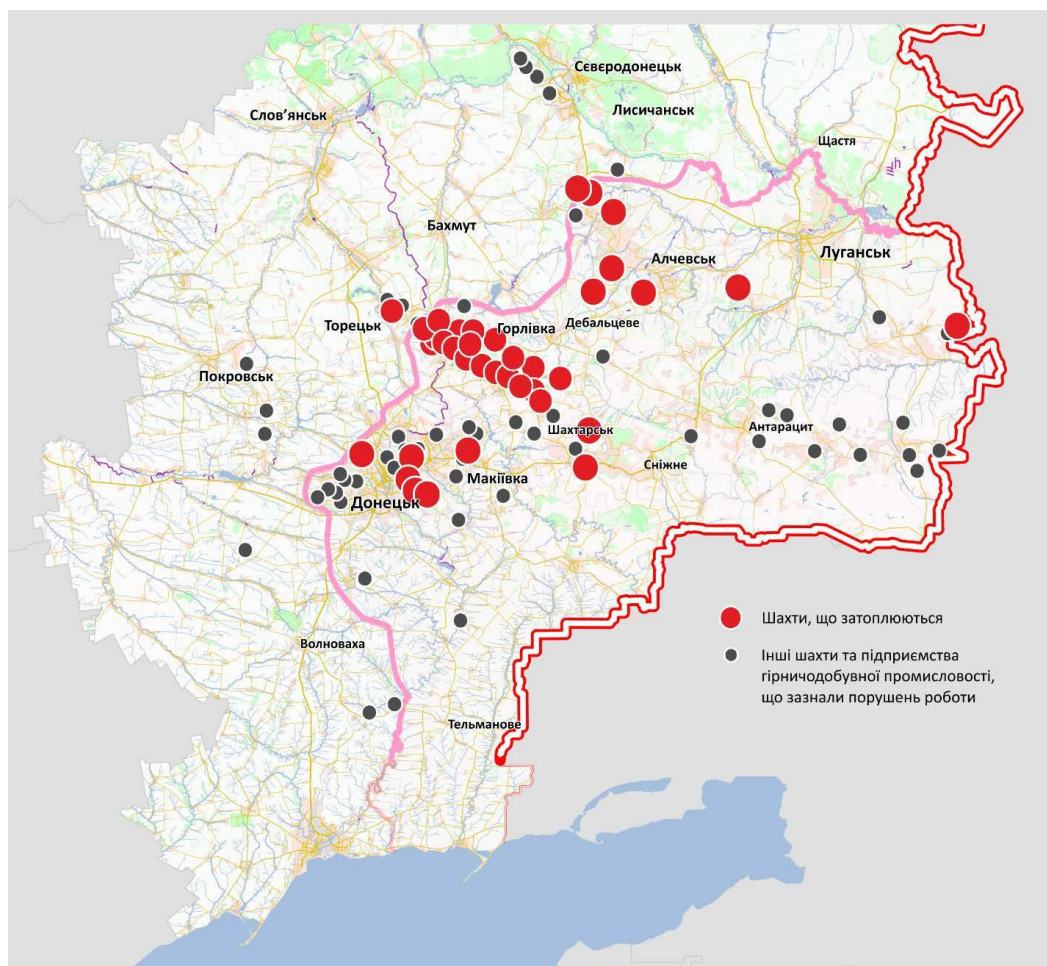 Сєвєродонецьк
Слов’янськ
Лисичанськ
Щастя
Бахмут
Луганськ
Алчевськ
Торецьк
Горлівка
Дебальцеве
Покровськ
Шахтарськ
Антарацит
Сніжне
Макіївка
Донецьк
Шахти, що затоплюються
Інші шахти та підприємства
гірничодобувної промисловості,
що зазнали порушень роботи
Волноваха
Тельманове